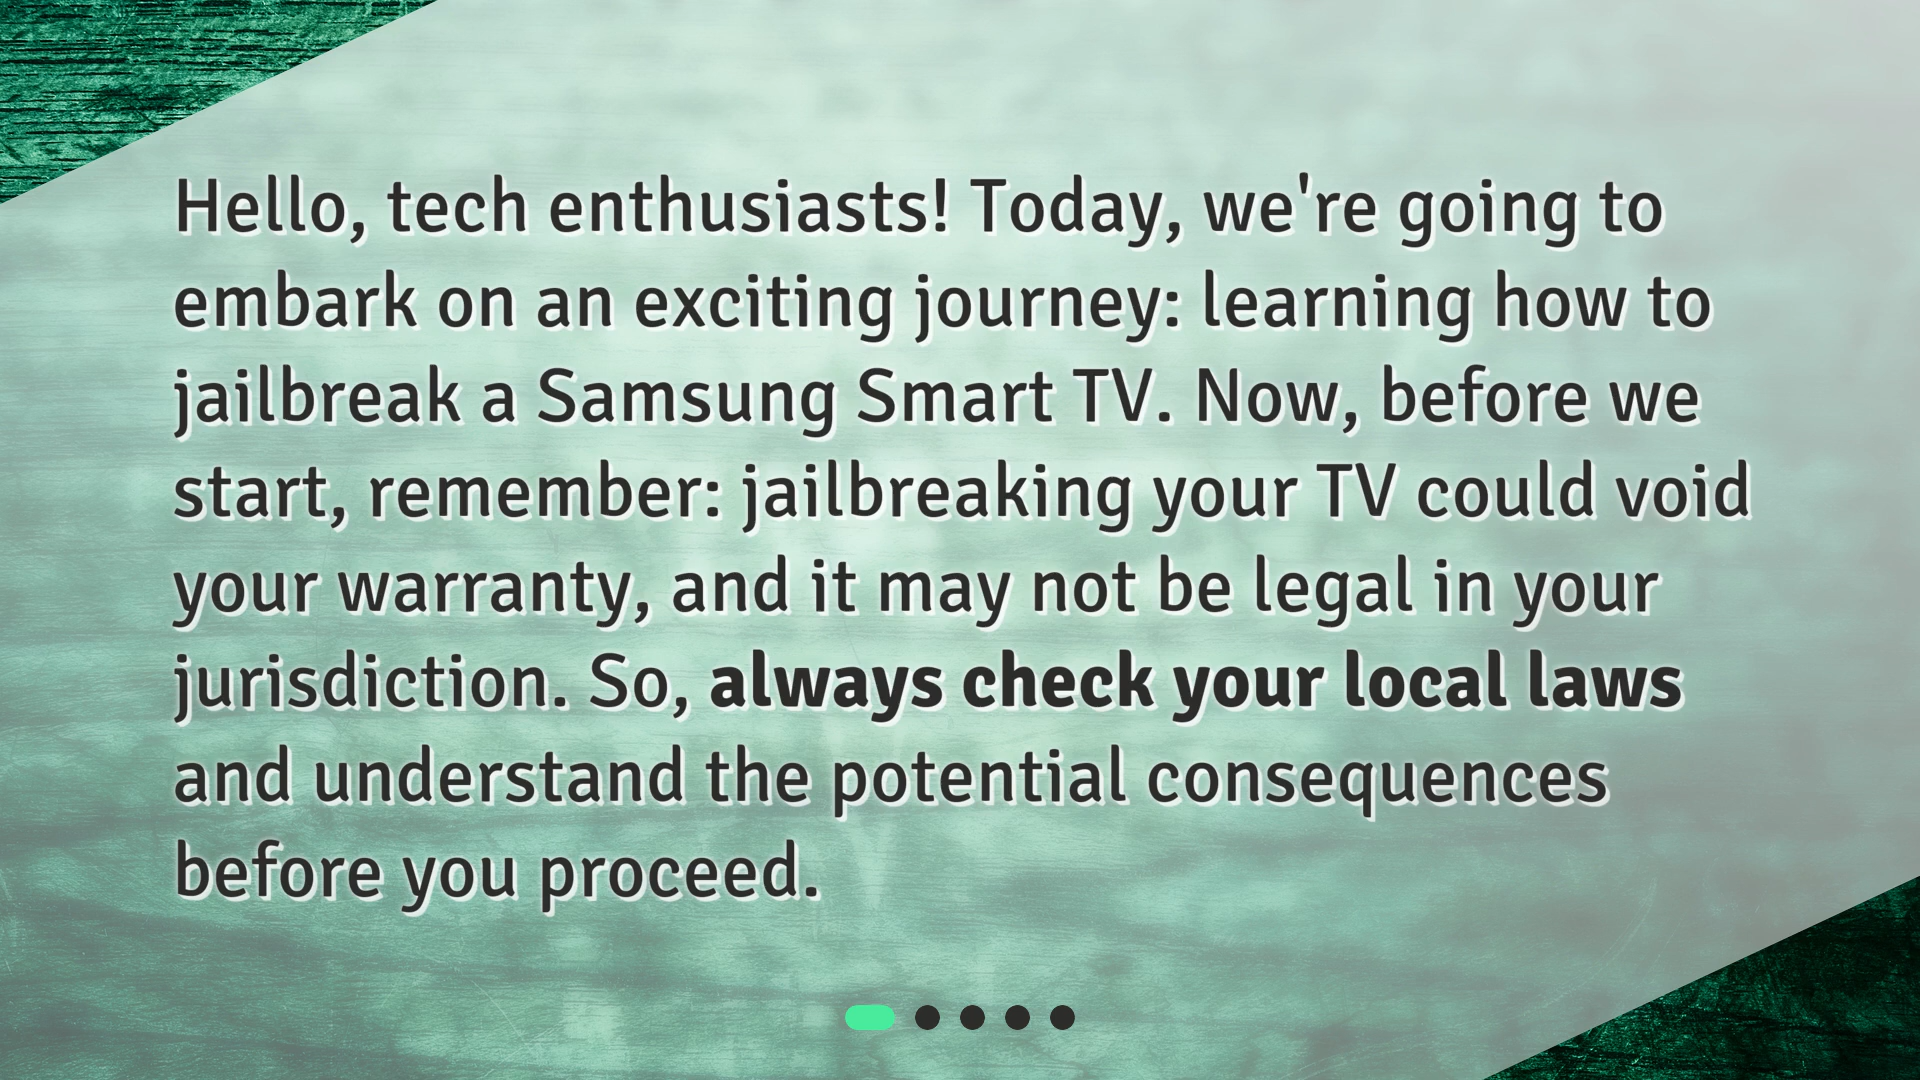 Hello, tech enthusiasts! Today, we're going to
embark on an exciting journey: learning how to
jailbreak a Samsung Smart TV. Now, before we
start, remember: jailbreaking your TV could void
your warranty, and it may not be legal in your
jurisdiction. So, always check your local laws
and understand the potential consequences
before you proceed.